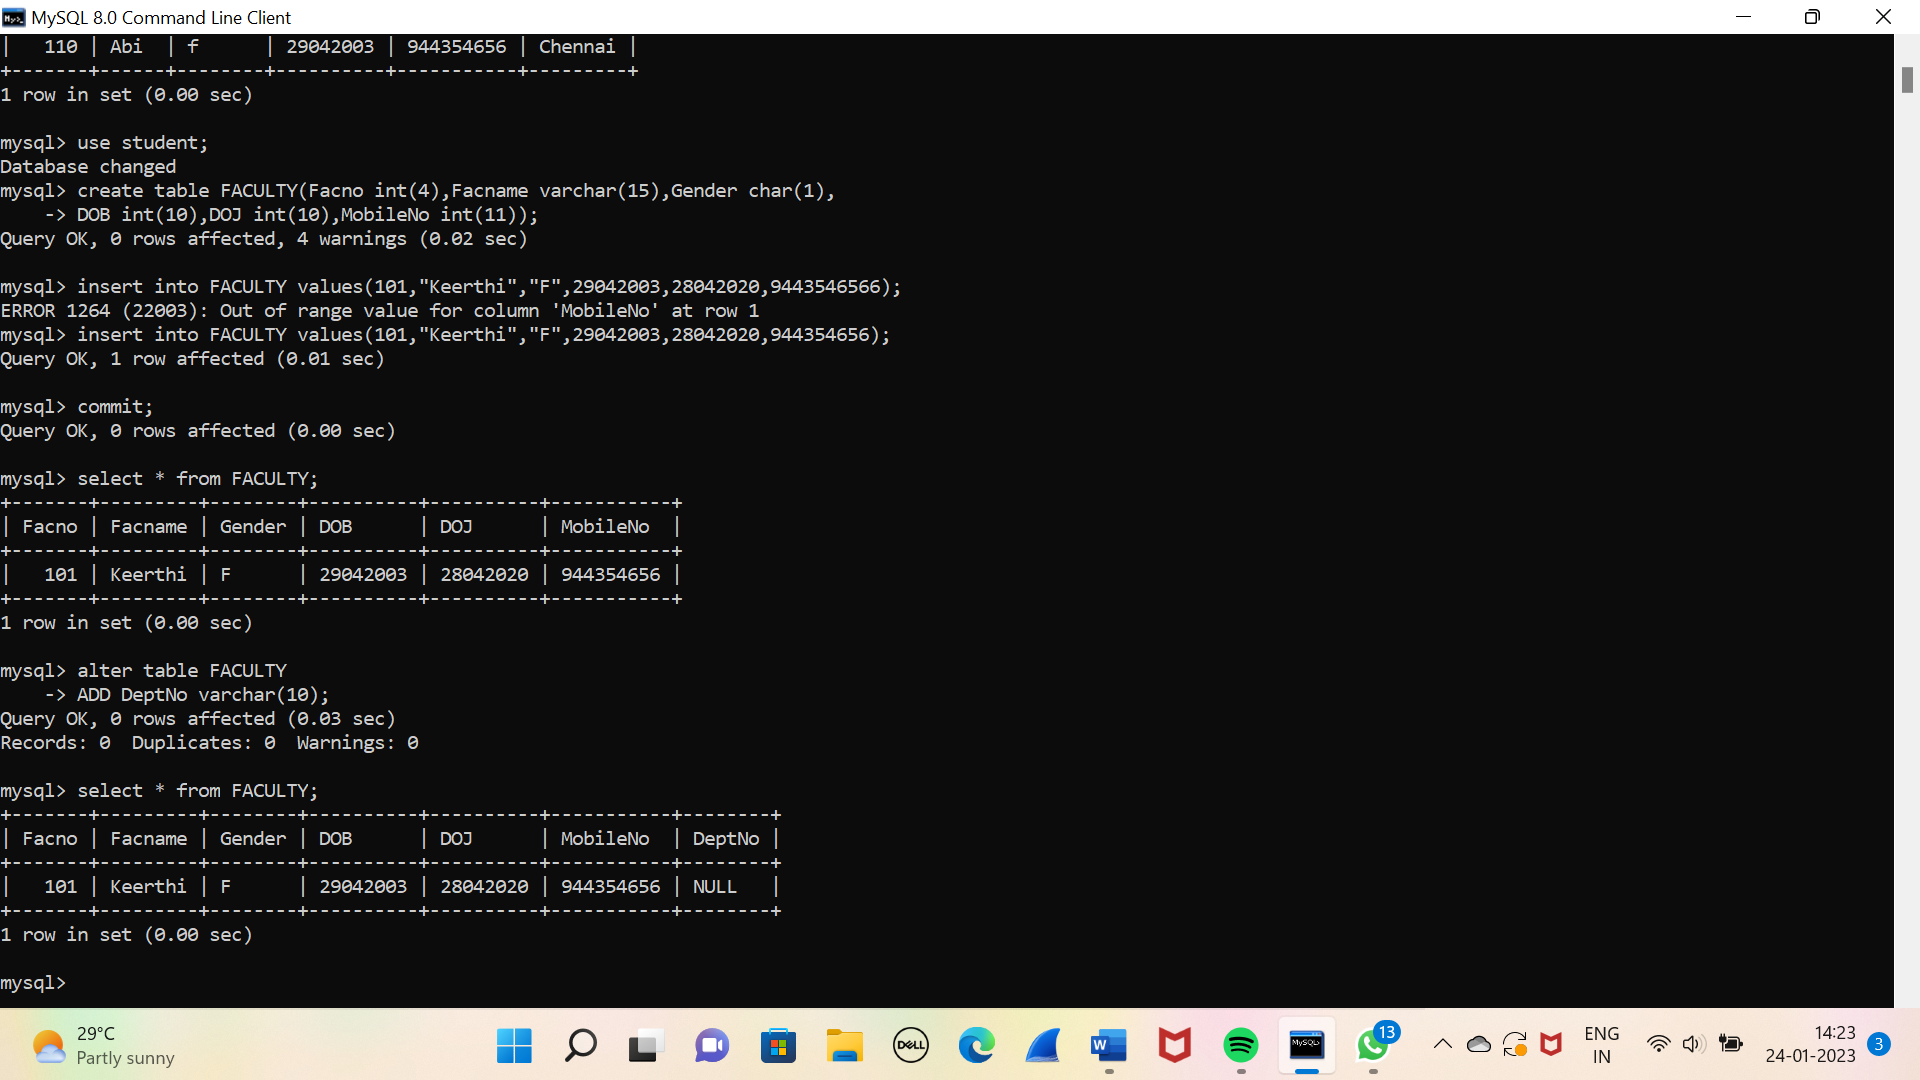 MySQL 8.0 Command Line Client
|   110 | Abi  | f      | 29042003 | 944354656 | Chennai |
+-------+------+--------+----------+-----------+---------+
1 row in set (0.00 sec)
mysql> use student;
Database changed
mysql> create table FACULTY(Facno int(4),Facname varchar(15),Gender char(1),
    -> DOB int(10),DOJ int(10),MobileNo int(11));
Query OK, 0 rows affected, 4 warnings (0.02 sec)
mysql> insert into FACULTY values(101,"Keerthi","F",29042003,28042020,9443546566);
ERROR 1264 (22003): Out of range value for column 'MobileNo' at row 1
mysql> insert into FACULTY values(101,"Keerthi","F",29042003,28042020,944354656);
Query OK, 1 row affected (0.01 sec)
mysql> commit;
Query OK, 0 rows affected (0.00 sec)
mysql> select * from FACULTY;
+-------+---------+--------+----------+----------+-----------+
| Facno | Facname | Gender | DOB      | DOJ      | MobileNo  |
+-------+---------+--------+----------+----------+-----------+
|   101 | Keerthi | F      | 29042003 | 28042020 | 944354656 |
+-------+---------+--------+----------+----------+-----------+
1 row in set (0.00 sec)
mysql> alter table FACULTY
    -> ADD DeptNo varchar(10);
Query OK, 0 rows affected (0.03 sec)
Records: 0  Duplicates: 0  Warnings: 0
mysql> select * from FACULTY;
+-------+---------+--------+----------+----------+-----------+--------+
| Facno | Facname | Gender | DOB      | DOJ      | MobileNo  | DeptNo |
+-------+---------+--------+----------+----------+-----------+--------+
|   101 | Keerthi | F      | 29042003 | 28042020 | 944354656 | NULL   |
+-------+---------+--------+----------+----------+-----------+--------+
1 row in set (0.00 sec)
mysql>
29°C
Partly sunny
DELL
W
MySQL>
13
ENG
IN
14:23
24-01-2023
3